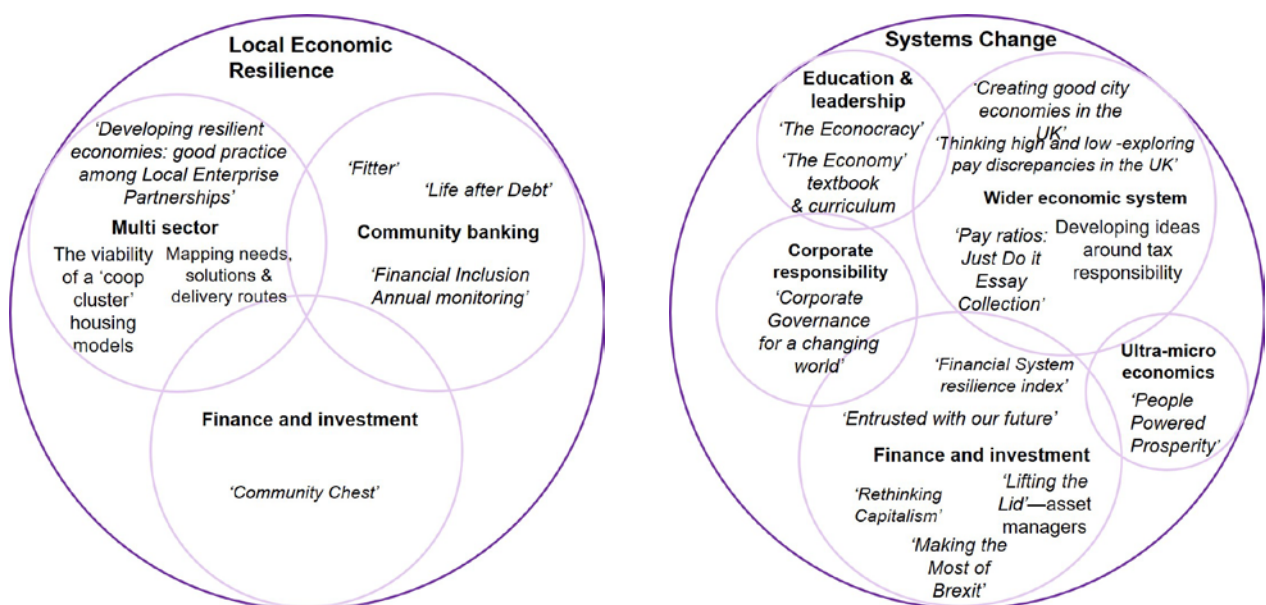 Local Economic
Resilience
‘Developing resilient
economies: good practice
among Local Enterprise
Partnerships’
Multi sector
The viability
of a ‘coop
cluster’
housing
models
Mapping needs,
solutions &
delivery routes
‘Fitter’
‘Life after Debt’
Community banking
‘Financial Inclusion
Annual monitoring’
Finance and investment
‘Community Chest’
Systems Change
Education &
leadership
‘The Econocracy’
‘The Economy’
textbook
& curriculum
‘Creating good city
economies in the
UK’
‘Thinking high and low -exploring
pay discrepancies in the UK’
Wider economic system
‘Pay ratios:
Just Do it
Essay
Collection’
Developing ideas
around tax
responsibility
Corporate
responsibility
‘Corporate
Governance
for a changing
world’
Ultra-micro
economics
‘People
Powered
Prosperity’
‘Financial System
resilience index’
‘Entrusted with our future’
Finance and investment
‘Rethinking
Capitalism’
‘Lifting the
Lid’—asset
managers
‘Making the
Most of
Brexit’